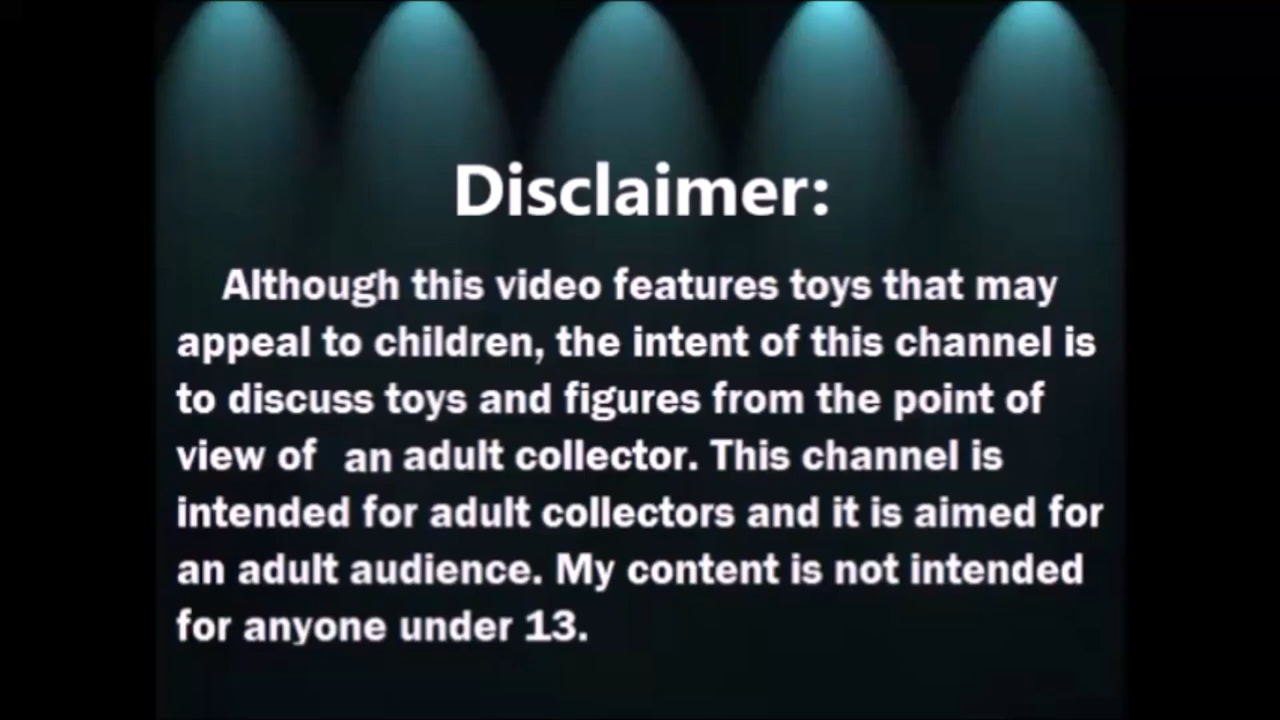 Disclaimer:
Although this video features toys that may
appeal to children, the intent of this channel is
to discuss toys and figures from the point of
view of an adult collector. This channel is
intended for adult collectors and it is aimed for
an adult audience. My content is not intended
for anyone under 13.